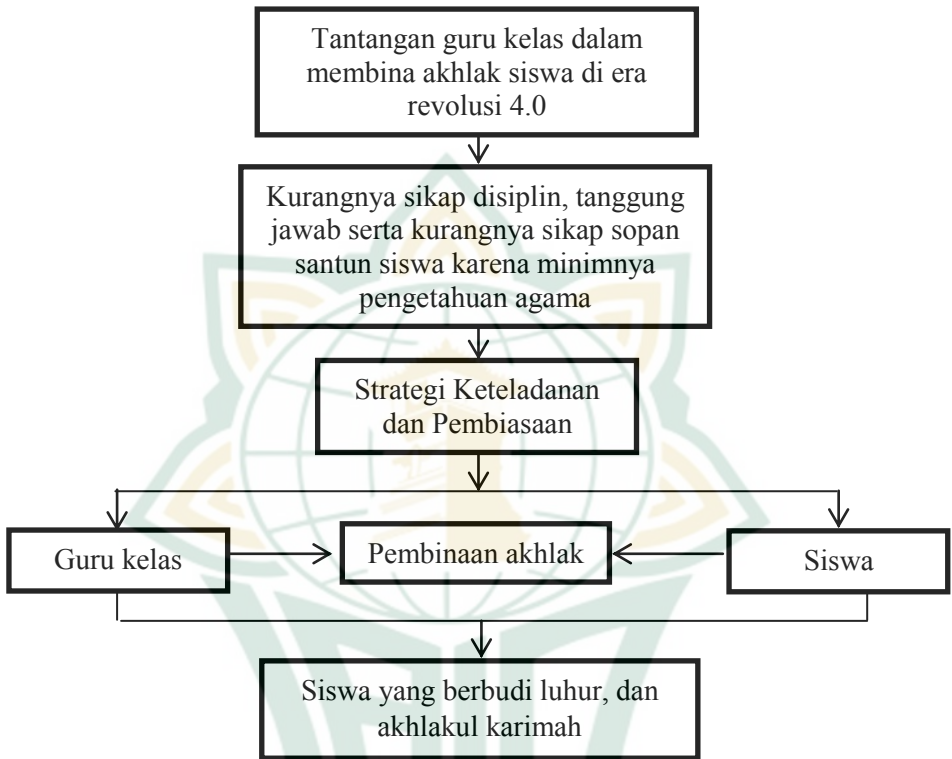 Tantangan guru kelas dalam
membina akhlak siswa di era
revolusi 4.0
Kurangnya sikap disiplin, tanggung
jawab serta kurangnya sikap sopan
santun siswa karena minimnya
pengetahuan agama
Strategi Keteladanan
dan Pembiasaan
Guru kelas
Pembinaan akhlak
Siswa
Siswa yang berbudi luhur, dan
akhlakul karimah